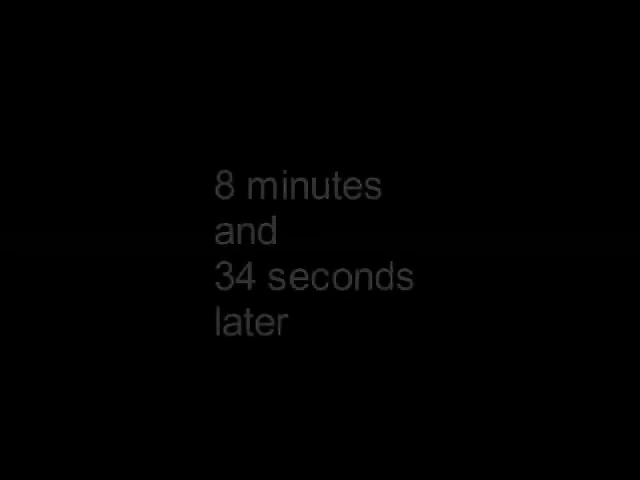 8 minutes
and
34 seconds
later